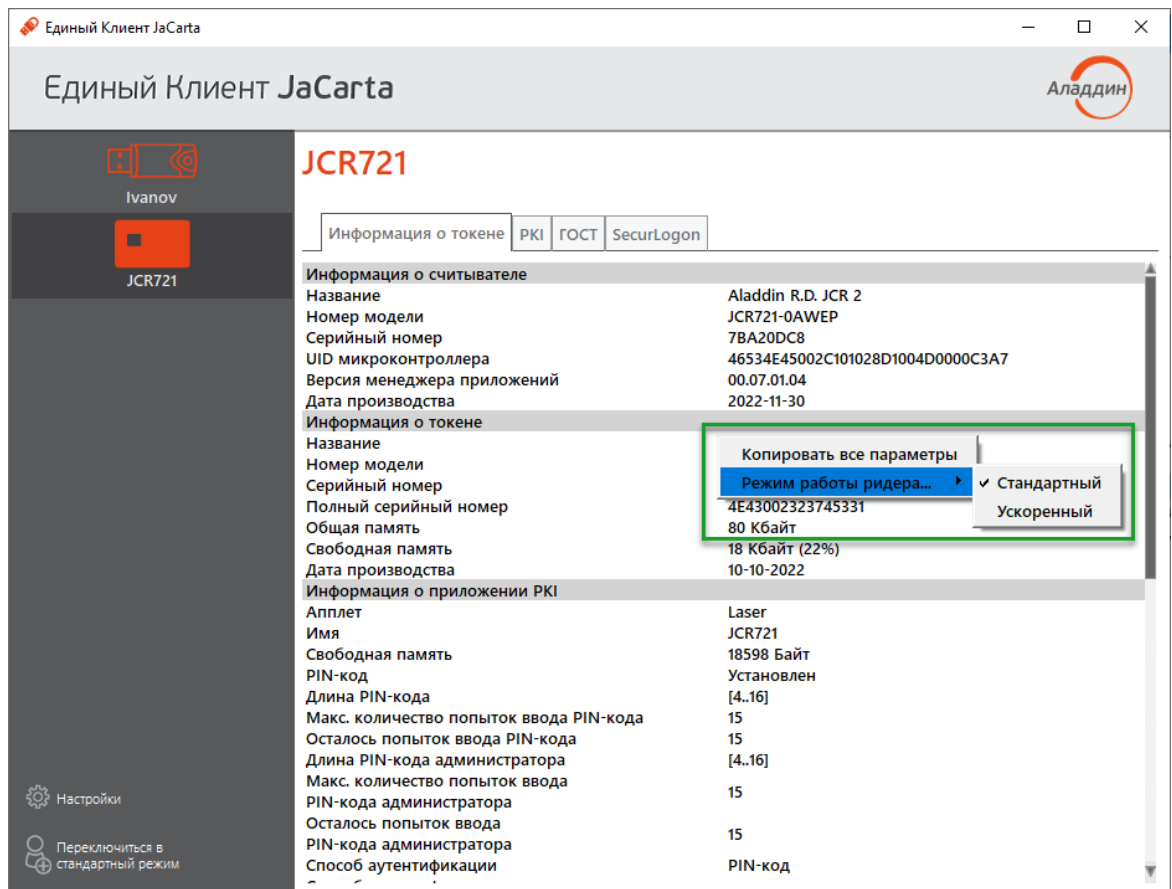 Единый Клиент JaCarta
Единый Клиент JaCarta
Аладдин
Ivanov
JCR721
JCR721
Информация о токене PKI ГОСТ SecurLogon
Информация о считывателе
Название Aladdin R.D. JCR 2
Номер модели JCR721-0AWEP
Серийный номер 7BA20DC8
UID микроконтроллера 46534E45002C101028D1004D0000C3A7
Версия менеджера приложений 00.07.01.04
Дата производства 2022-11-30
Информация о токене
Название
Копировать все параметры
Номер модели
Серийный номер
Режим работы ридера... Стандартный
Ускоренный
Полный серийный номер 4E43002323745331
Общая память 80 Кбайт
Свободная память 18 Кбайт (22%)
Дата производства 10-10-2022
Информация о приложении PKI
Апплет Laser
Имя JCR721
Свободная память 18598 Байт
PIN-код Установлен
Длина PIN-кода [4..16]
Макс. количество попыток ввода PIN-кода 15
Осталось попыток ввода PIN-кода 15
Длина PIN-кода администратора [4..16]
Макс. количество попыток ввода
PIN-кода администратора 15
Осталось попыток ввода
PIN-кода администратора 15
Способ аутентификации PIN-код
Настройки
Переключиться в
стандартный режим